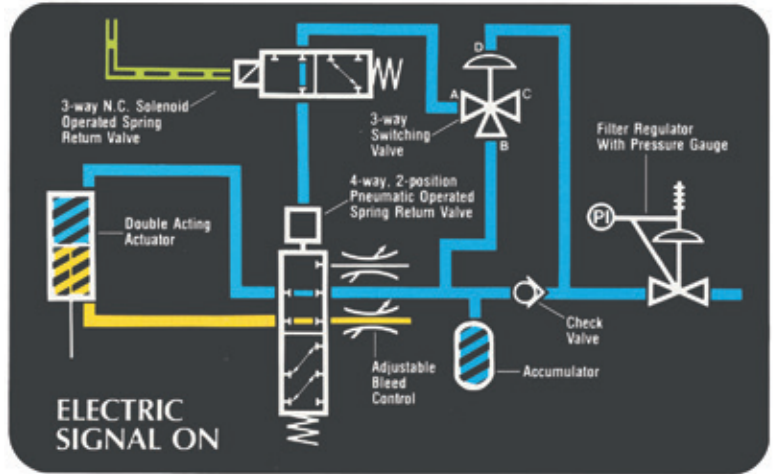 3-way N.C. Solenoid
Operated Spring
Return Valve
D
A
C
B
3-way
Switching
Valve
Filter Regulator
With Pressure Gauge
4-way, 2-position
Pneumatic Operated
Spring Return Valve
PI
Double Acting
Actuator
Check
Valve
Adjustable
Bleed
Control
Accumulator
ELECTRIC
SIGNAL ON